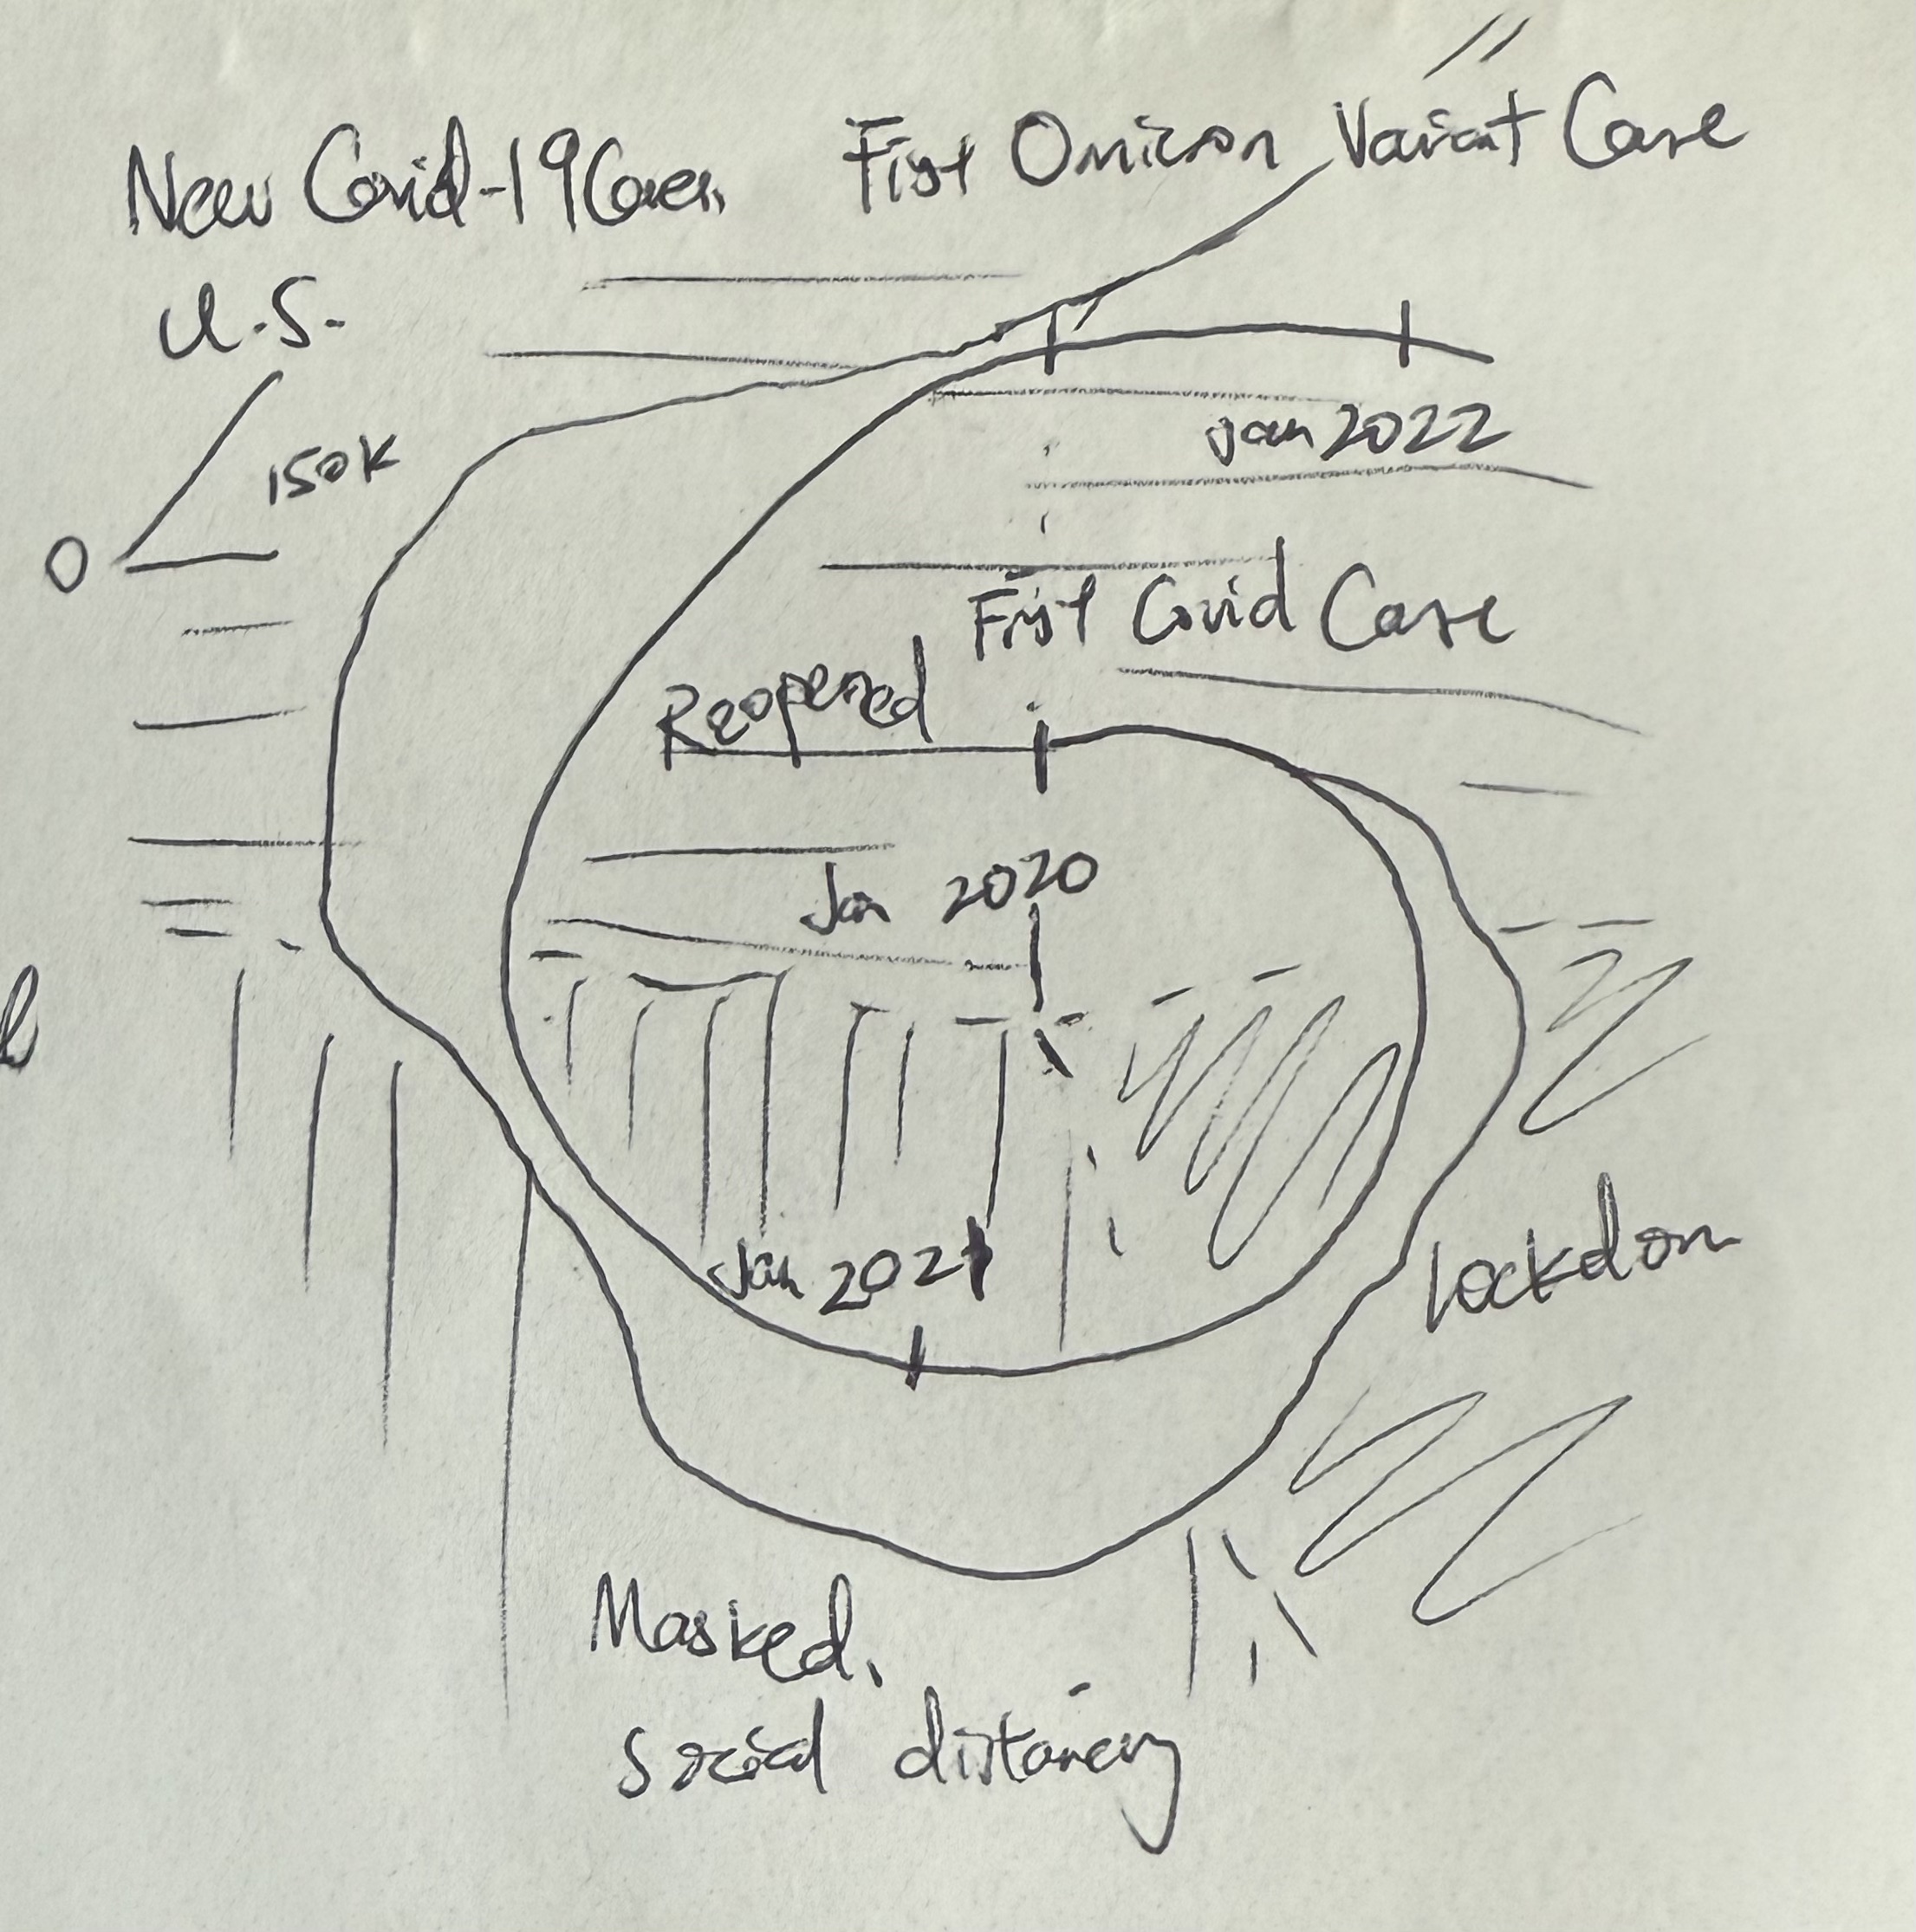 New Covid-19 Cases,
U.S.
0
150K
First Omicron Variant Case
Jan 2022
First Covid Case
Reopened
Jan 2020
Jan 2021
Lockdon
Masked,
Social distancing